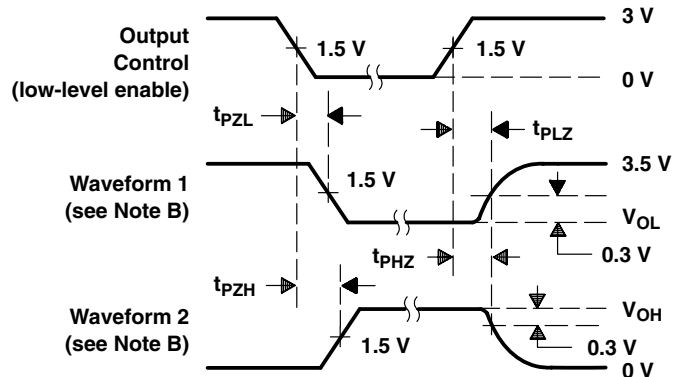 Output
Control
(low-level enable)
1.5 V
1.5 V
3 V
0 V
tPZL
tPLZ
Waveform 1
(see Note B)
1.5 V
3.5 V
VOL
0.3 V
tPHZ
tPZH
Waveform 2
(see Note B)
1.5 V
VOH
0.3 V
0 V